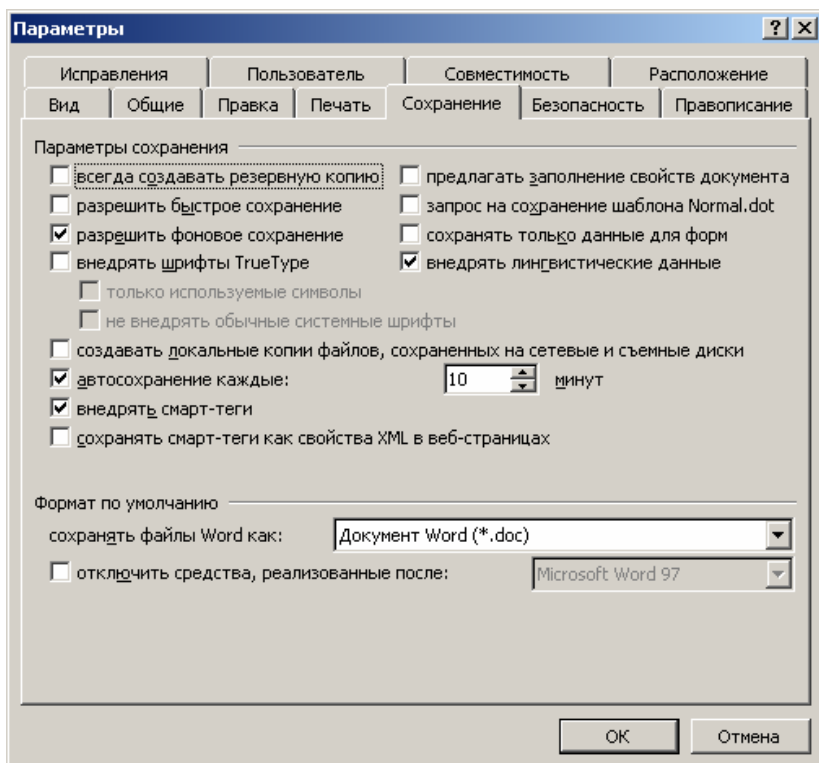 Параметры
Исправления Пользователь Совместимость Расположение
Вид Общие Правка Печать Сохранение Безопасность Правописание
Параметры сохранения
всегда создавать резервную копию предлагать заполнение свойств документа
разрешить быстрое сохранение запрос на сохранение шаблона Normal.dot
разрешить фоновое сохранение сохранять только данные для форм
внедрять шрифты TrueType внедрять лингвистические данные
только используемые символы
не внедрять обычные системные шрифты
создавать локальные копии файлов, сохраненных на сетевые и съемные диски
автосохранение каждые: 10 минут
внедрять смарт-теги
сохранять смарт-теги как свойства XML в веб-страницах
Формат по умолчанию
сохранять файлы Word как: Документ Word (*.doc)
отключить средства, реализованные после: Microsoft Word 97
ОК Отмена